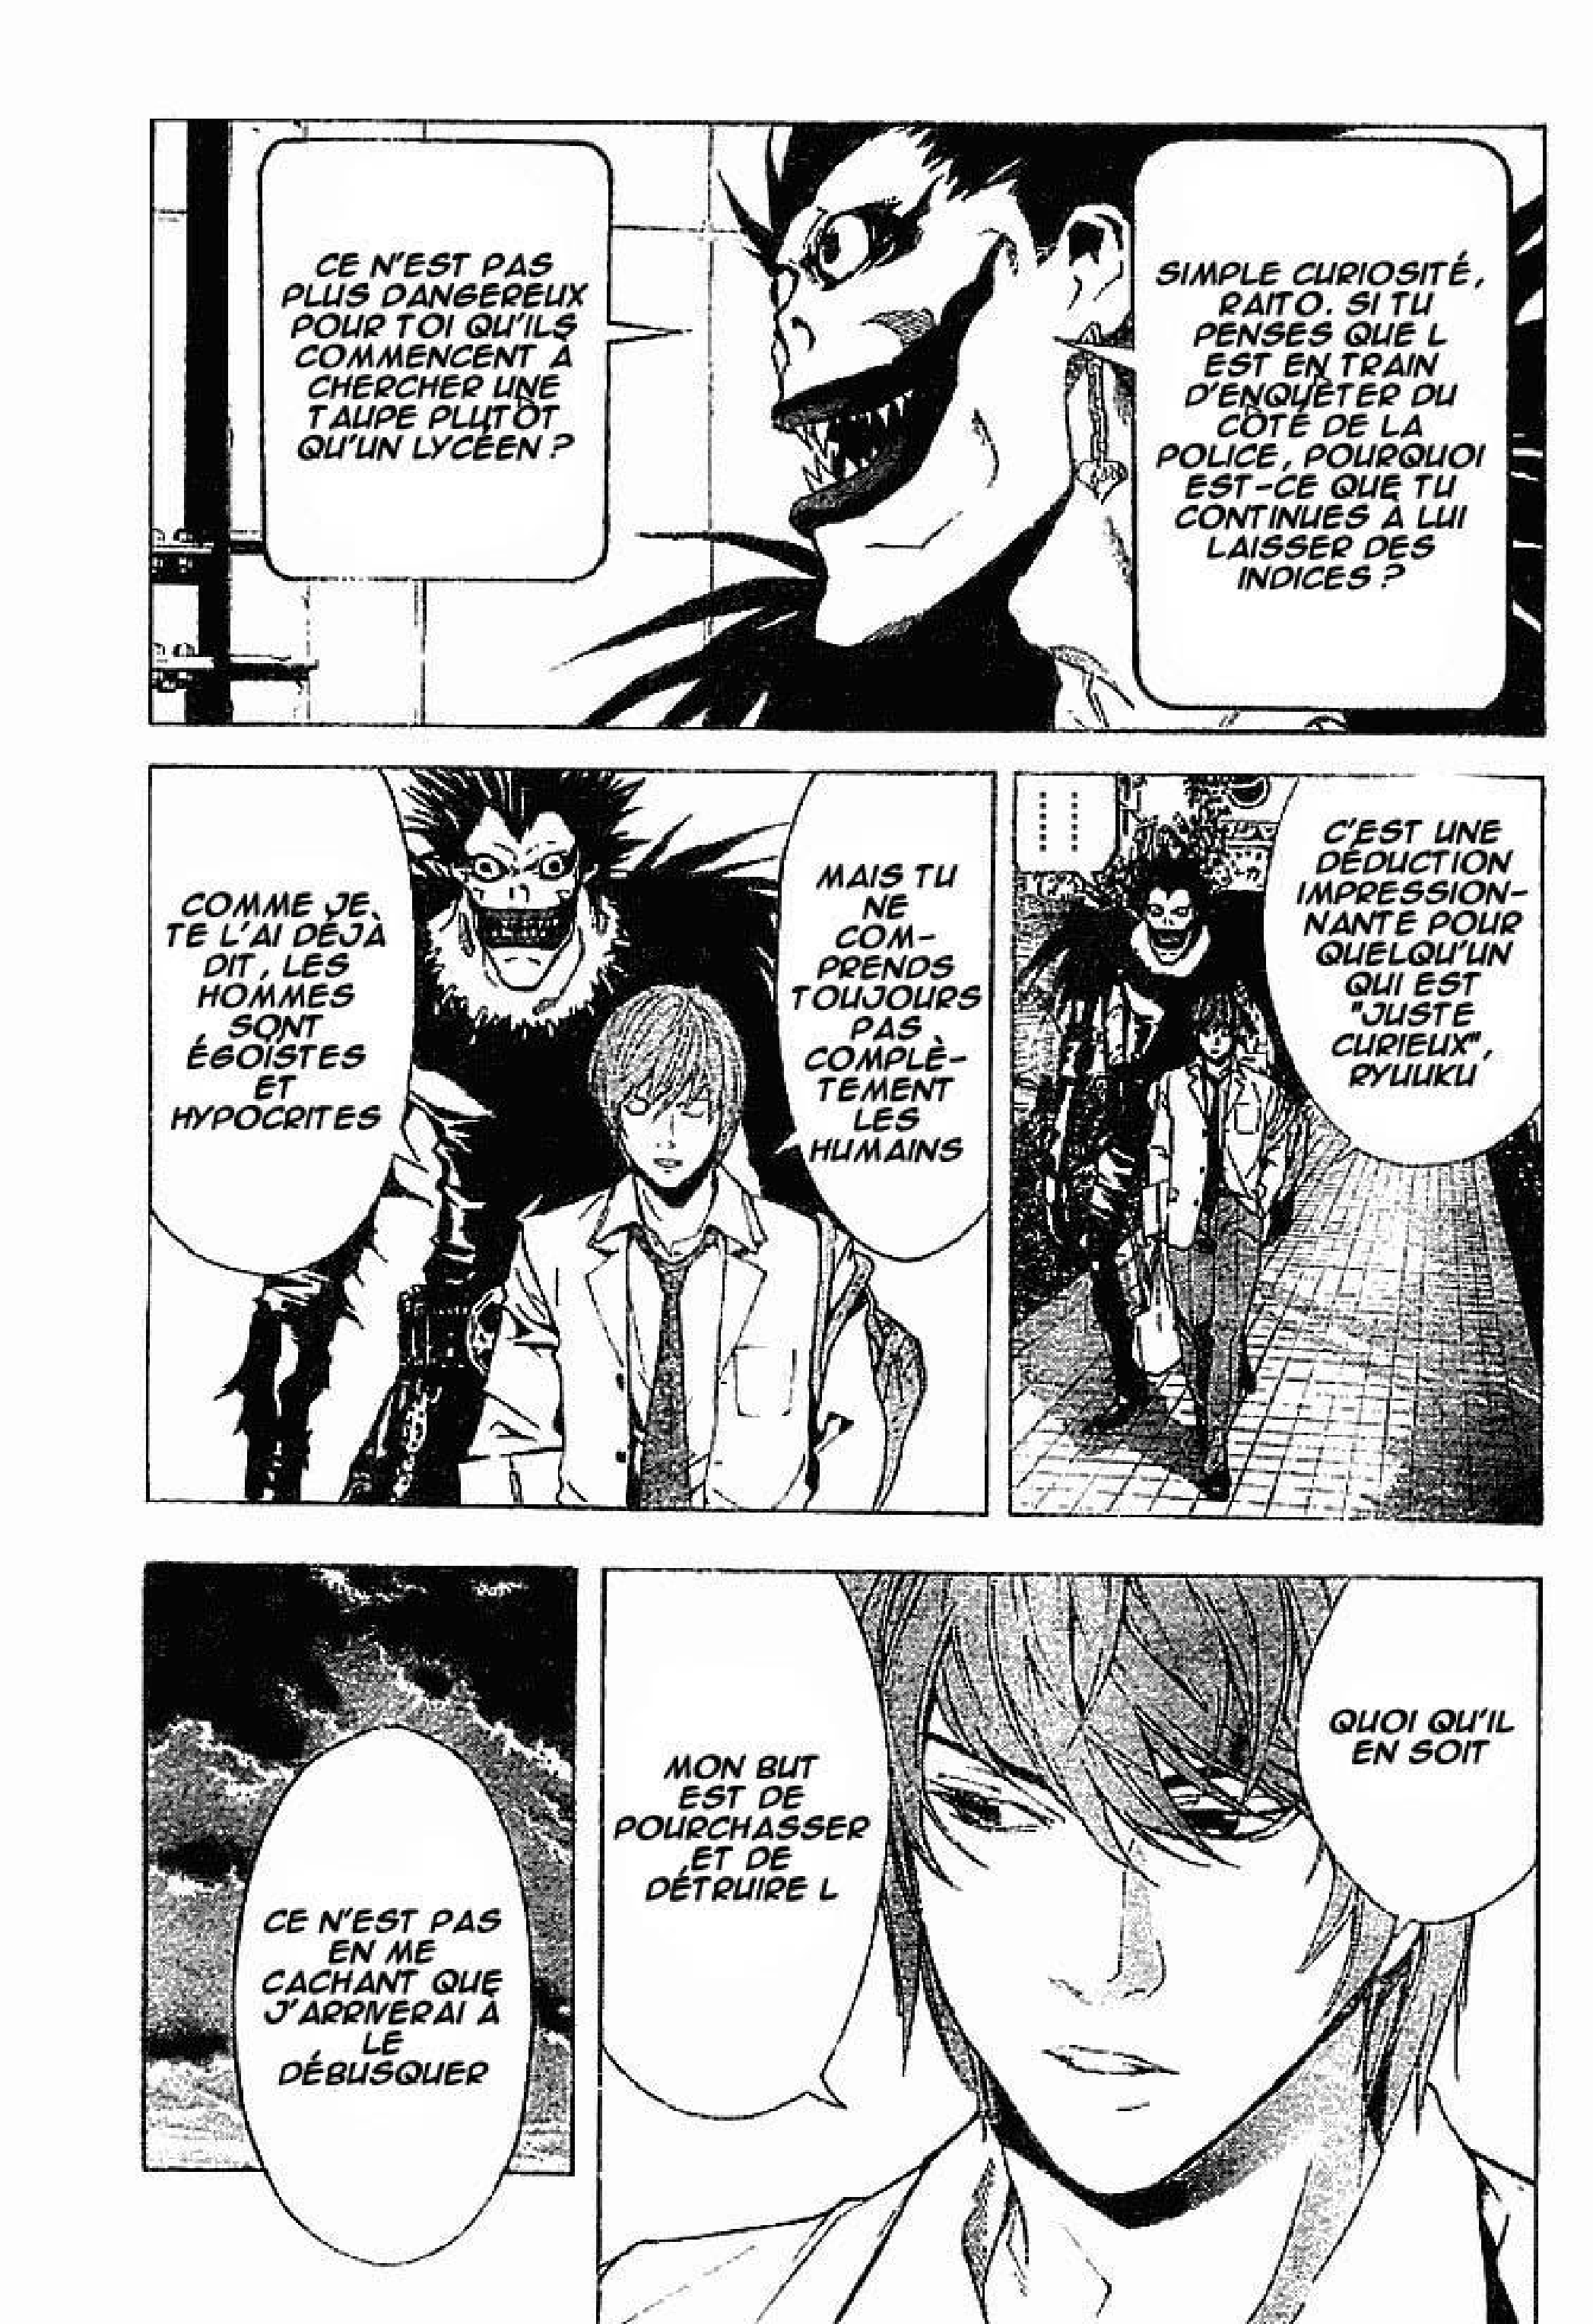 SIMPLE CURIOSITÉ,
RAITO. SI TU
PENSES QUE L
EST EN TRAIN
D'ENQUÊTER DU
CÔTÉ DE LA
POLICE, POURQUOI
EST-CE QUE TU
CONTINUES À LUI
LAISSER DES
INDICES ?
CE N'EST PAS
PLUS DANGEREUX
POUR TOI QU'ILS
COMMENCENT À
CHERCHER UNE
TAUPE PLUTÔT
QU'UN LYCÉEN ?
C'EST UNE
DÉDUCTION
IMPRESSION-
NANTE POUR
QUELQU'UN
QUI EST
"JUSTE
CURIEUX",
RYUUKU
MAIS TU
NE
COM-
PRENDS
TOUJOURS
PAS
COMPLÈ-
TEMENT
LES
HUMAINS
COMME JE
TE L'AI DÉJÀ
DIT, LES
HOMMES
SONT
ÉGOÏSTES
ET
HYPOCRITES
QUOI QU'IL
EN SOIT
MON BUT
EST DE
POURCHASSER
ET DE
DÉTRUIRE L
CE N'EST PAS
EN ME
CACHANT QUE
J'ARRIVERAI À
LE
DÉBUSQUER